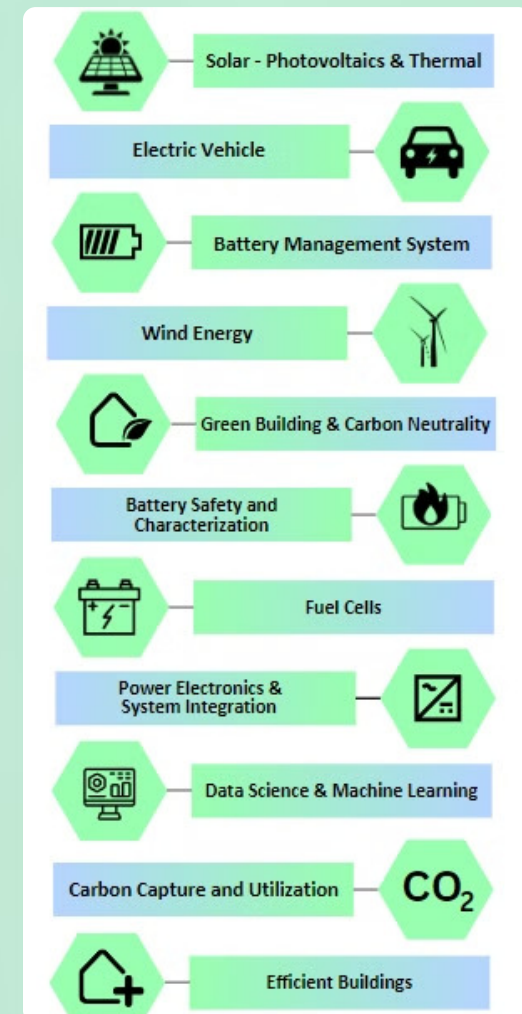 Solar - Photovoltaics & Thermal
Electric Vehicle
Battery Management System
Wind Energy
Green Building & Carbon Neutrality
Battery Safety and
Characterization
Fuel Cells
Power Electronics &
System Integration
Data Science & Machine Learning
Carbon Capture and Utilization
CO₂
Efficient Buildings